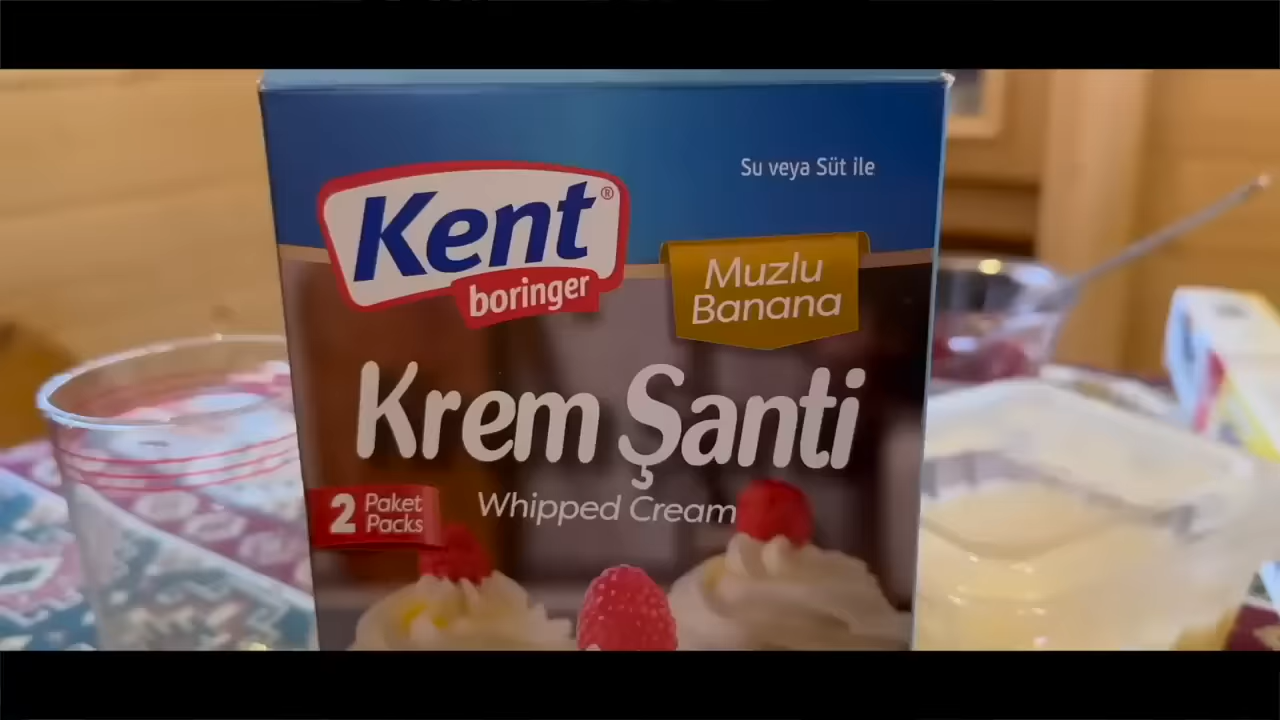 Su veya Süt ile
Kent®
boringer
Muzlu
Banana
Krem Şanti
Whipped Cream
2 Paket
Packs